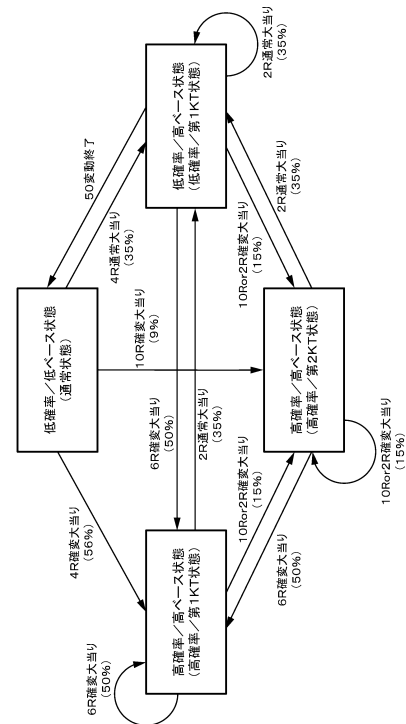 低確率／低ベース状態
(通常状態)
50変動終了
4R通常大当り
(35%)
4R確変大当り
(56%)
10R確変大当り
(9%)
低確率／高ベース状態
(低確率／第1KT状態)
2R通常大当り
(35%)
6R確変大当り
(50%)
2R通常大当り
(35%)
高確率／高ベース状態
(高確率／第1KT状態)
6R確変大当り
(50%)
10Ror2R確変大当り
(15%)
2R通常大当り
(35%)
10Ror2R確変大当り
(15%)
6R確変大当り
(50%)
高確率／高ベース状態
(高確率／第2KT状態)
10Ror2R確変大当り
(15%)